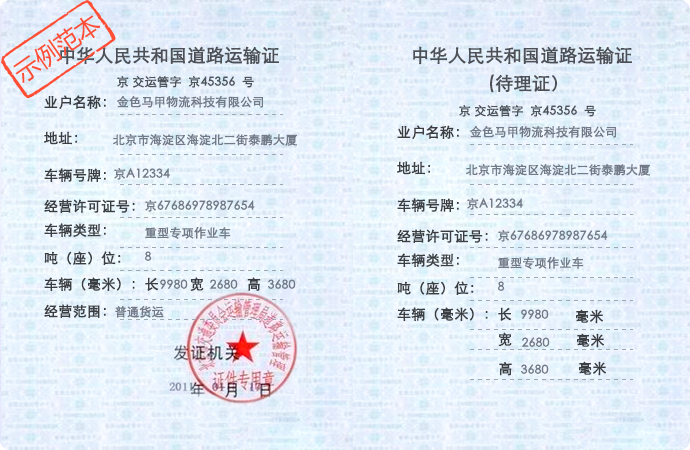 示例范本
中华人民共和国道路运输证
京 交运管字 京45356 号
业户名称： 金色马甲物流科技有限公司
地址： 北京市海淀区海淀北二街泰鹏大厦
车辆号牌： 京A12334
经营许可证号： 京67686978987654
车辆类型： 重型专项作业车
吨（座）位： 8
车辆（毫米）： 长 9980 宽 2680 高 3680
经营范围： 普通货运
发证机关
证件专用章
年 月 日
中华人民共和国道路运输证
(待理证)
京 交运管字 京45356 号
业户名称： 金色马甲物流科技有限公司
地址： 北京市海淀区海淀北二街泰鹏大厦
车辆号牌： 京A12334
经营许可证号： 京67686978987654
车辆类型： 重型专项作业车
吨（座）位： 8
车辆（毫米）： 长 9980 毫米
宽 2680 毫米
高 3680 毫米